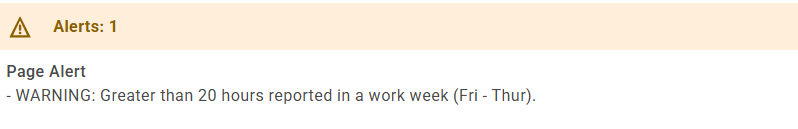 Alerts: 1
Page Alert
- WARNING: Greater than 20 hours reported in a work week (Fri - Thur).